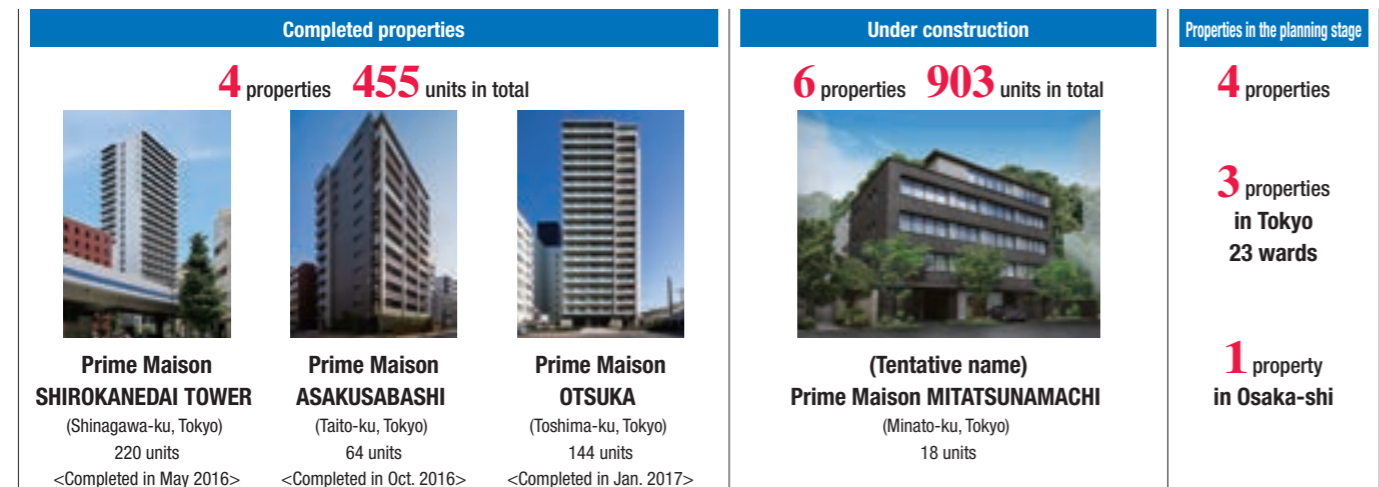 Completed properties
4 properties 455 units in total
Prime Maison
SHIROKANEDAI TOWER
(Shinagawa-ku, Tokyo)
220 units
<Completed in May 2016>
Prime Maison
ASAKUSABASHI
(Taito-ku, Tokyo)
64 units
<Completed in Oct. 2016>
Prime Maison
OTSUKA
(Toshima-ku, Tokyo)
144 units
<Completed in Jan. 2017>
Under construction
6 properties 903 units in total
(Tentative name)
Prime Maison MITATSUNAMACHI
(Minato-ku, Tokyo)
18 units
Properties in the planning stage
4 properties
3 properties
in Tokyo
23 wards
1 property
in Osaka-shi